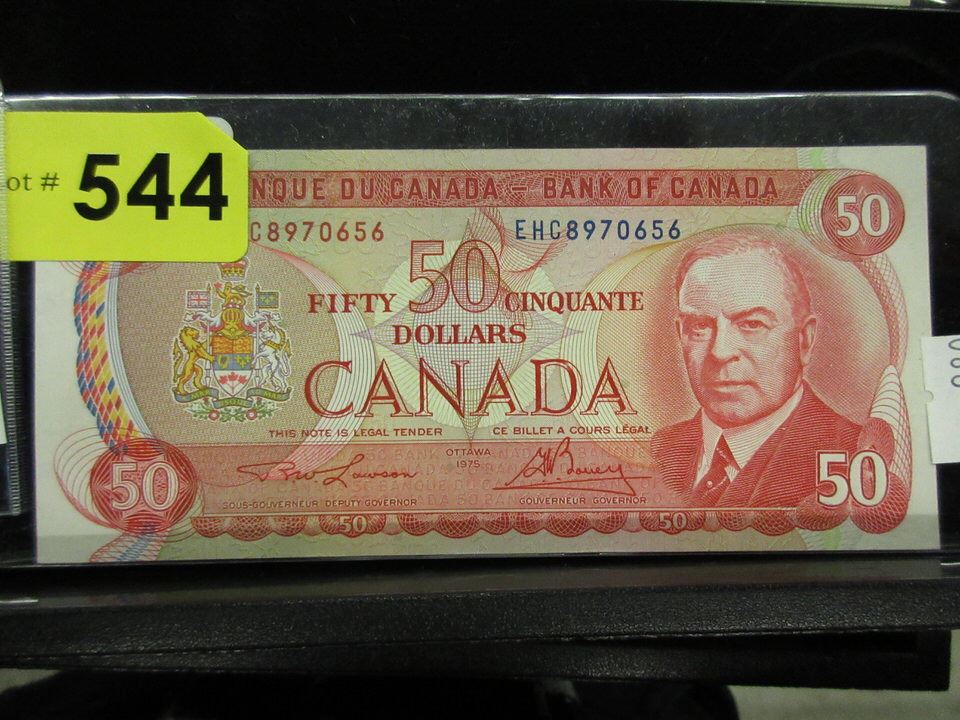 ot # 544
NQUE DU CANADA – BANK OF CANADA
50
C8970656
EHC8970656
50
FIFTY
CINQUANTE
DOLLARS
CANADA
THIS NOTE IS LEGAL TENDER
CE BILLET A COURS LÉGAL
OTTAWA
1975
SOUS-GOUVERNEUR DEPUTY GOVERNOR
GOUVERNEUR GOVERNOR
50
50
50
50